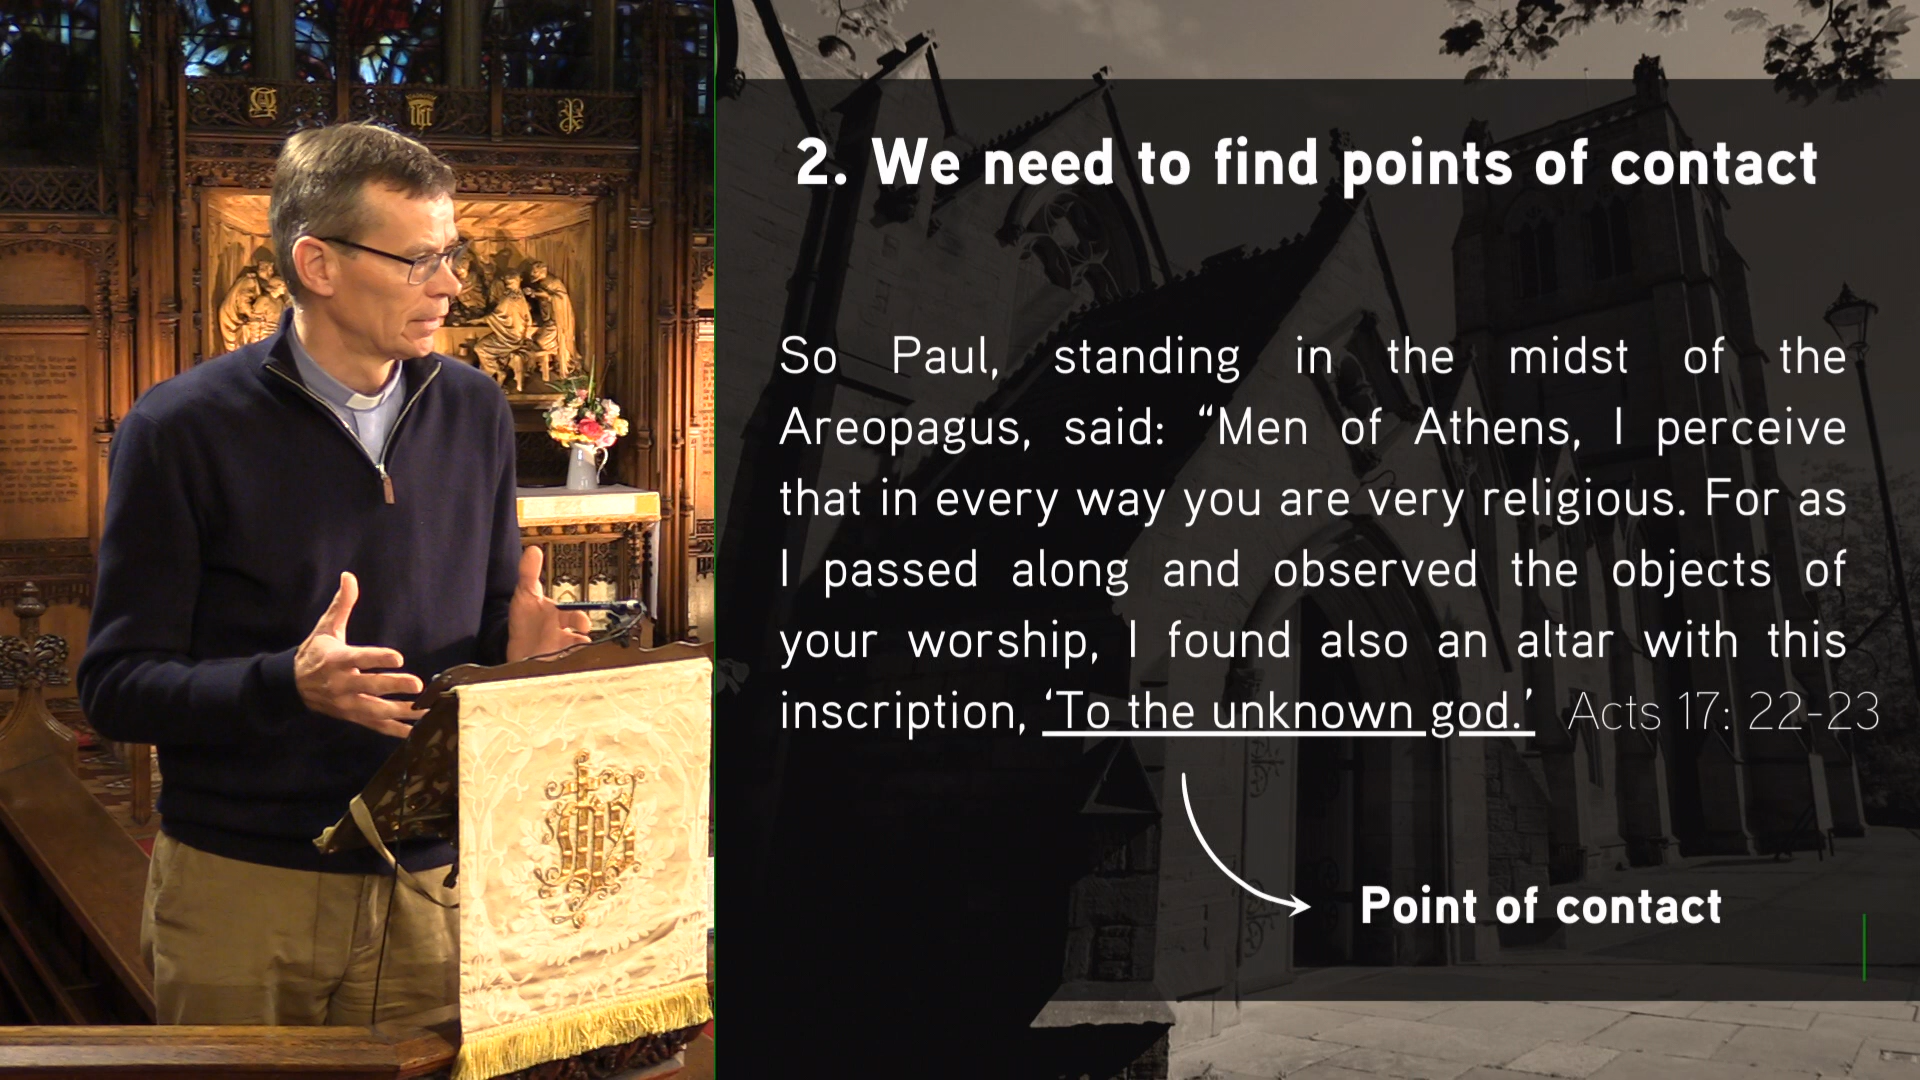 2. We need to find points of contact
So Paul, standing in the midst of the
Areopagus, said: “Men of Athens, I perceive
that in every way you are very religious. For as
I passed along and observed the objects of
your worship, I found also an altar with this
inscription, ‘To the unknown god.’ Acts 17: 22-23
Point of contact